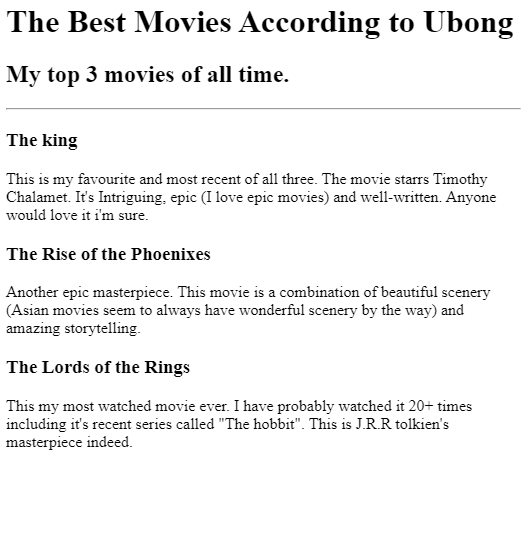 The Best Movies According to Ubong
My top 3 movies of all time.
The king
This is my favourite and most recent of all three. The movie starrs Timothy
Chalamet. It's Intriguing, epic (I love epic movies) and well-written. Anyone
would love it i'm sure.
The Rise of the Phoenixes
Another epic masterpiece. This movie is a combination of beautiful scenery
(Asian movies seem to always have wonderful scenery by the way) and
amazing storytelling.
The Lords of the Rings
This my most watched movie ever. I have probably watched it 20+ times
including it's recent series called "The hobbit". This is J.R.R tolkien's
masterpiece indeed.